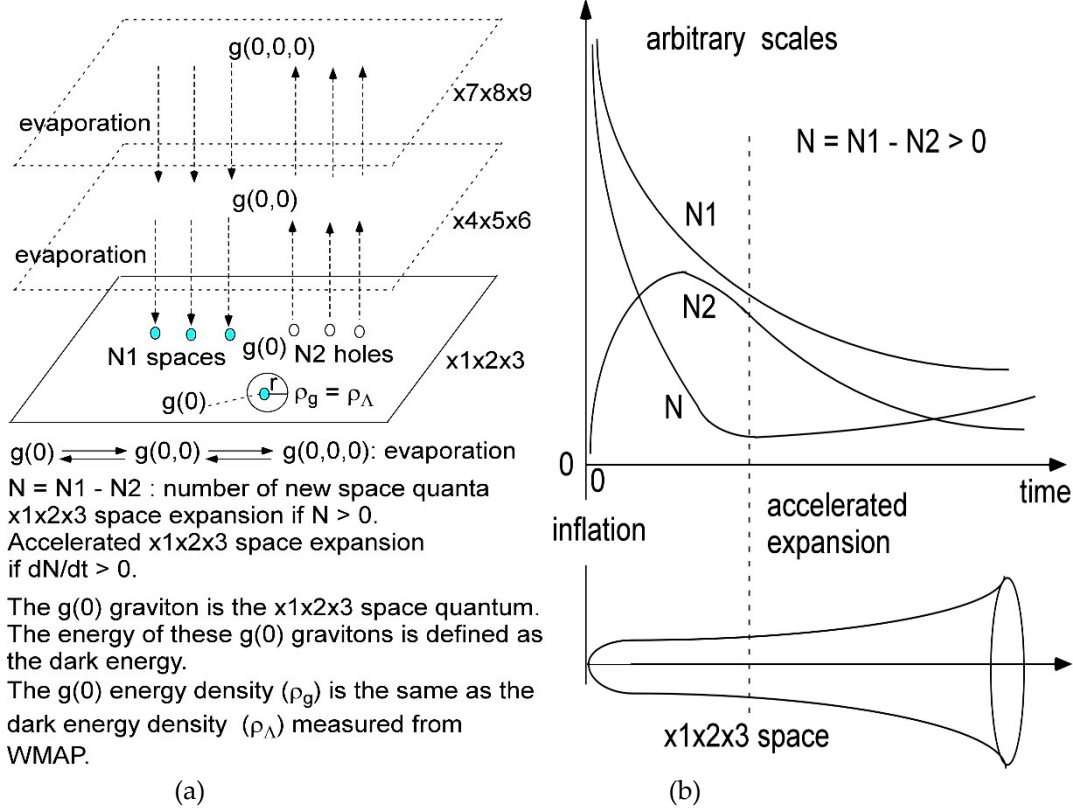 g(0,0,0)
x7x8x9
evaporation
g(0,0)
x4x5x6
evaporation
N1 spaces
g(0)
N2 holes
x1x2x3
r
g(0)
ρg = ρΛ
g(0) g(0,0) g(0,0,0): evaporation
N = N1 - N2 : number of new space quanta
x1x2x3 space expansion if N > 0.
Accelerated x1x2x3 space expansion
if dN/dt > 0.
The g(0) graviton is the x1x2x3 space quantum.
The energy of these g(0) gravitons is defined as
the dark energy.
The g(0) energy density (ρg) is the same as the
dark energy density (ρΛ) measured from
WMAP.
(a)
arbitrary scales
N = N1 - N2 > 0
N1
N2
N
0
0
time
inflation
accelerated
expansion
x1x2x3 space
(b)